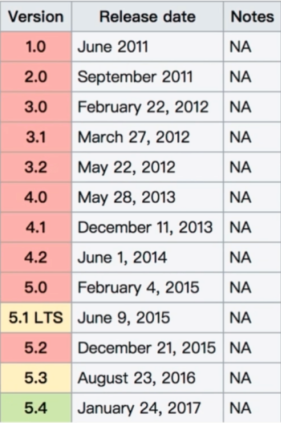 Version Release date Notes
1.0 June 2011 NA
2.0 September 2011 NA
3.0 February 22, 2012 NA
3.1 March 27, 2012 NA
3.2 May 22, 2012 NA
4.0 May 28, 2013 NA
4.1 December 11, 2013 NA
4.2 June 1, 2014 NA
5.0 February 4, 2015 NA
5.1 LTS June 9, 2015 NA
5.2 December 21, 2015 NA
5.3 August 23, 2016 NA
5.4 January 24, 2017 NA